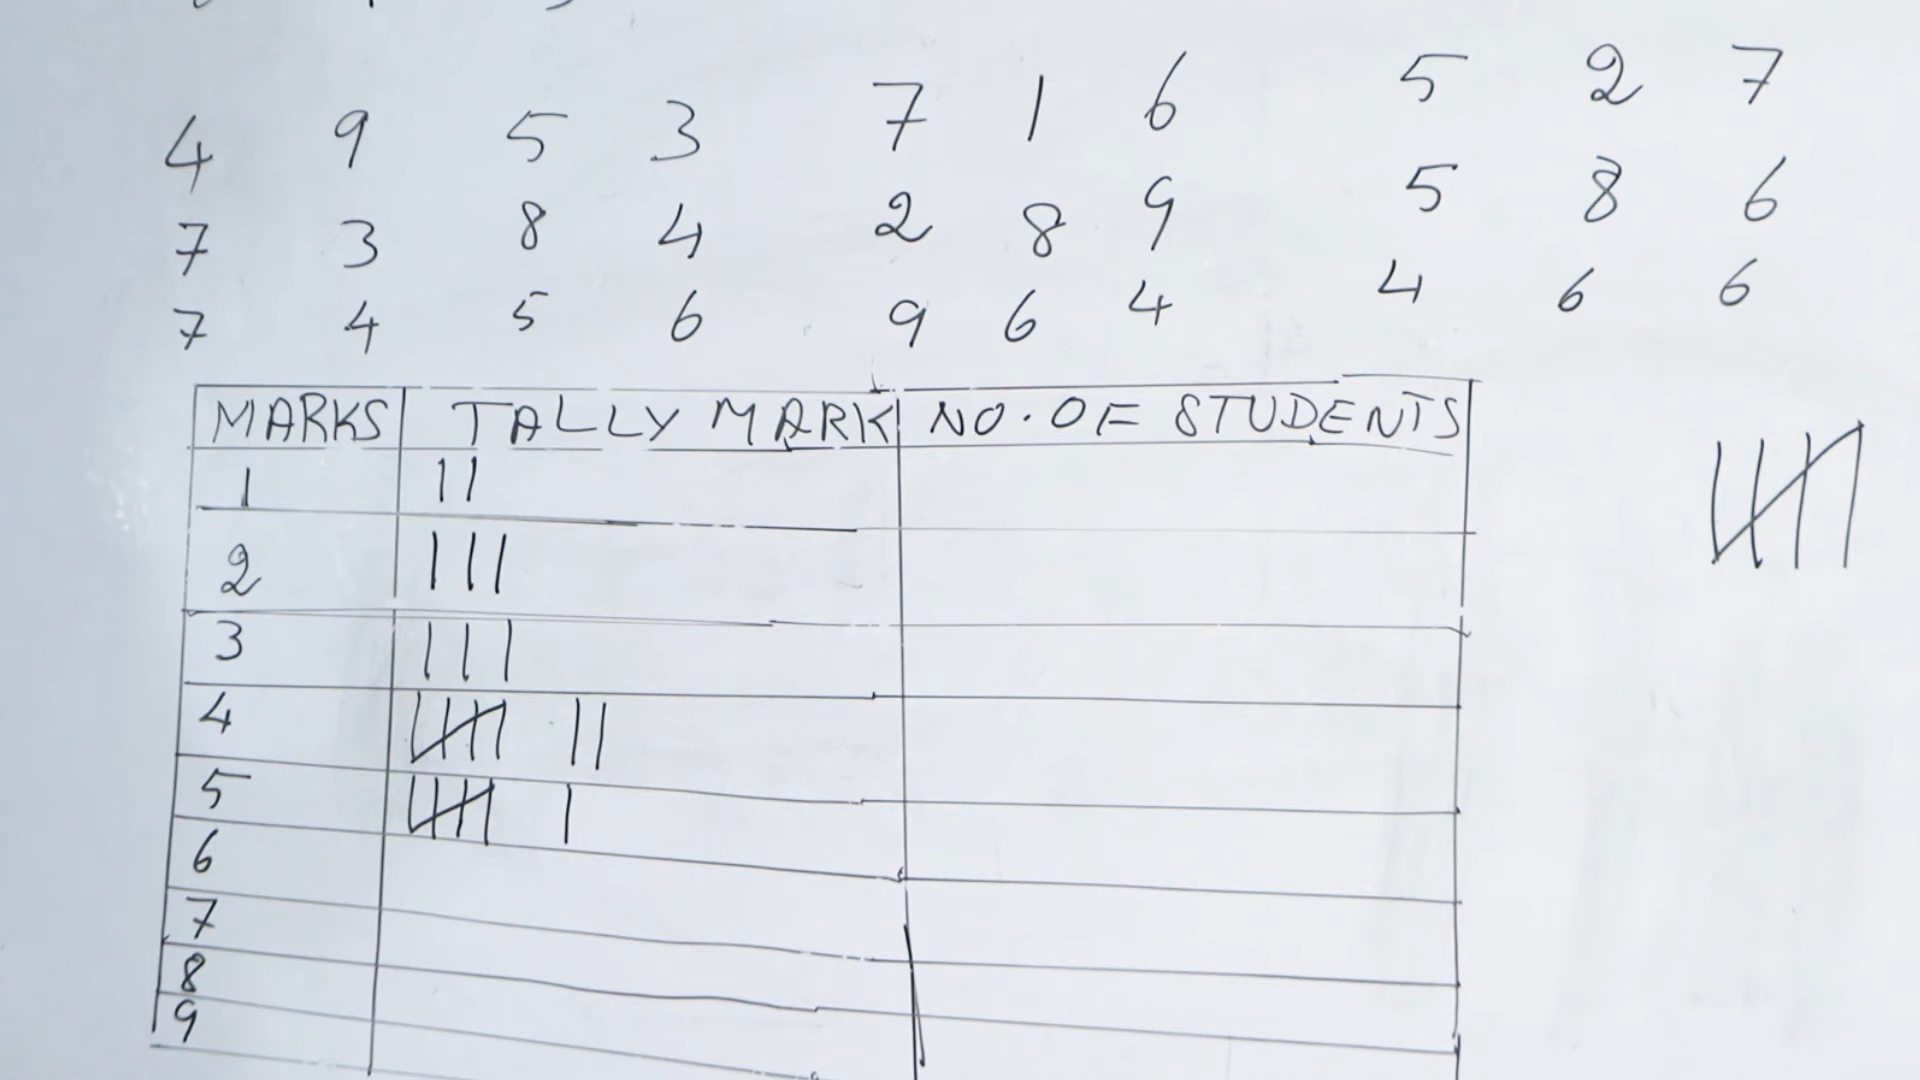 4 9 5 3 7 1 6 5 2 7
7 3 8 4 2 8 9 5 8 6
7 4 5 6 9 6 4 4 6 6
MARKS TALLY MARK NO. OF STUDENTS
1 ||
2 |||
3 |||
4 ~~||||~~ ||
5 ~~||||~~ |
6
7
8
9